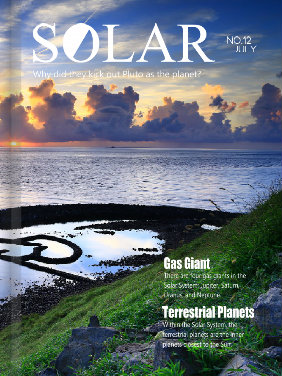 SOLAR
NO.12
JULY
Why did they kick out Pluto as the planet?
Gas Giant
There are four gas giants in the
Solar System: Jupiter, Saturn,
Uranus, and Neptune.
Terrestrial Planets
Within the Solar System, the
terrestrial planets are the inner
planets closest to the Sun.